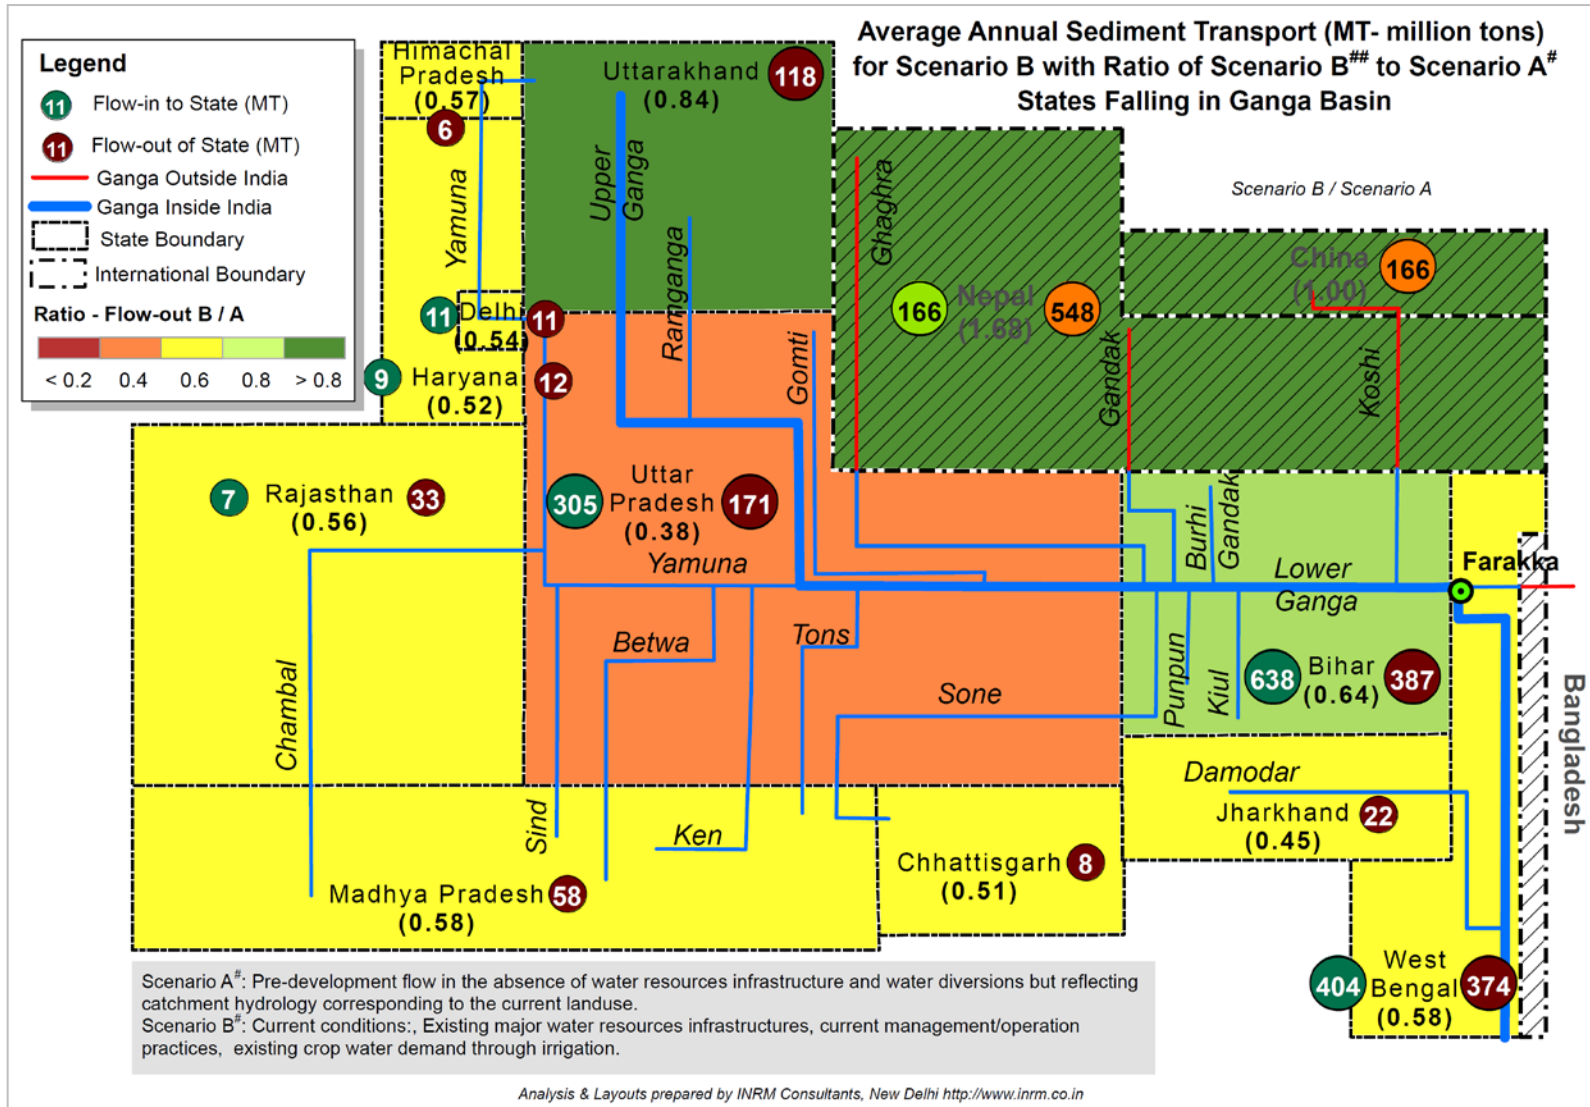 Average Annual Sediment Transport (MT- million tons)
for Scenario B with Ratio of Scenario B## to Scenario A#
States Falling in Ganga Basin
Scenario B / Scenario A
Legend
11 Flow-in to State (MT)
11 Flow-out of State (MT)
Ganga Outside India
Ganga Inside India
State Boundary
International Boundary
Ratio - Flow-out B / A
< 0.2 0.4 0.6 0.8 > 0.8
Himachal
Pradesh
(0.57)
6
Uttarakhand 118
(0.84)
Upper
Ganga
Yamuna
Ramganga
Ghaghra
166 Nepal 548
(1.68)
China 166
(1.00)
Gandak
Koshi
Gomti
11 Delhi 11
(0.54)
9 Haryana 12
(0.52)
7 Rajasthan 33
(0.56)
305 Uttar
Pradesh 171
(0.38)
Yamuna
Burhi
Gandak
Lower
Ganga
Farakka
Chambal
Betwa
Tons
Sone
Punpun
Kiul
638 Bihar 387
(0.64)
Bangladesh
Sind
Ken
Damodar
Jharkhand 22
(0.45)
Madhya Pradesh 58
(0.58)
Chhattisgarh 8
(0.51)
404 West
Bengal 374
(0.58)
Scenario A#: Pre-development flow in the absence of water resources infrastructure and water diversions but reflecting
catchment hydrology corresponding to the current landuse.
Scenario B#: Current conditions:, Existing major water resources infrastructures, current management/operation
practices, existing crop water demand through irrigation.
Analysis & Layouts prepared by INRM Consultants, New Delhi http://www.inrm.co.in